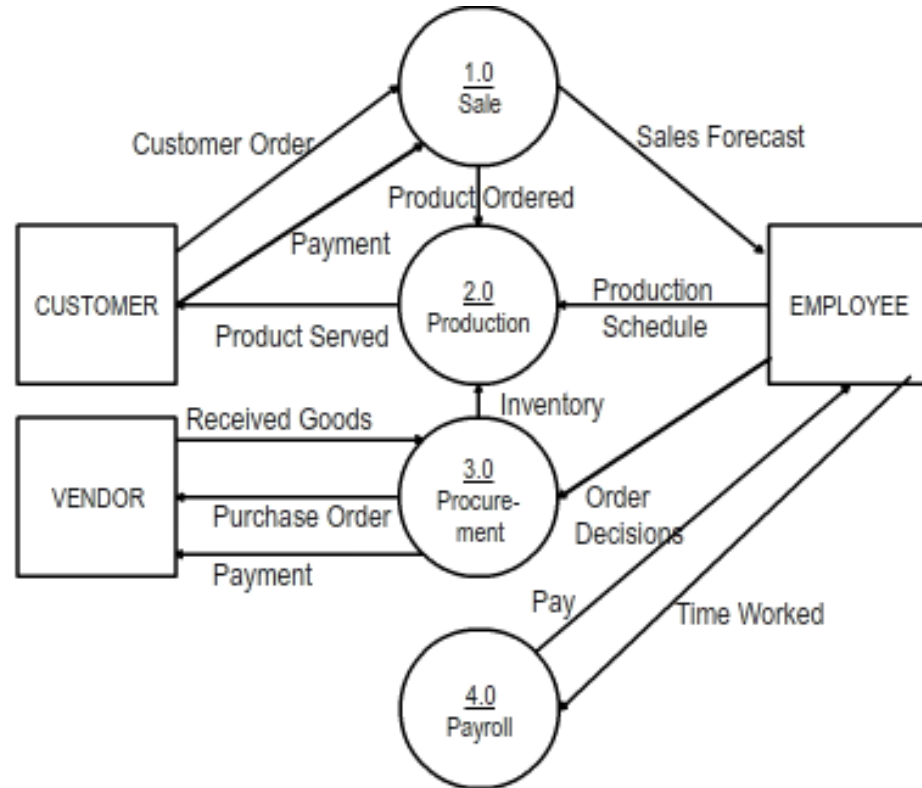 1.0
Sale
Customer Order
Sales Forecast
Product Ordered
Payment
CUSTOMER
2.0
Production
Production
Schedule
EMPLOYEE
Product Served
Received Goods
Inventory
VENDOR
3.0
Procure-
ment
Purchase Order
Order
Decisions
Payment
Pay
Time Worked
4.0
Payroll